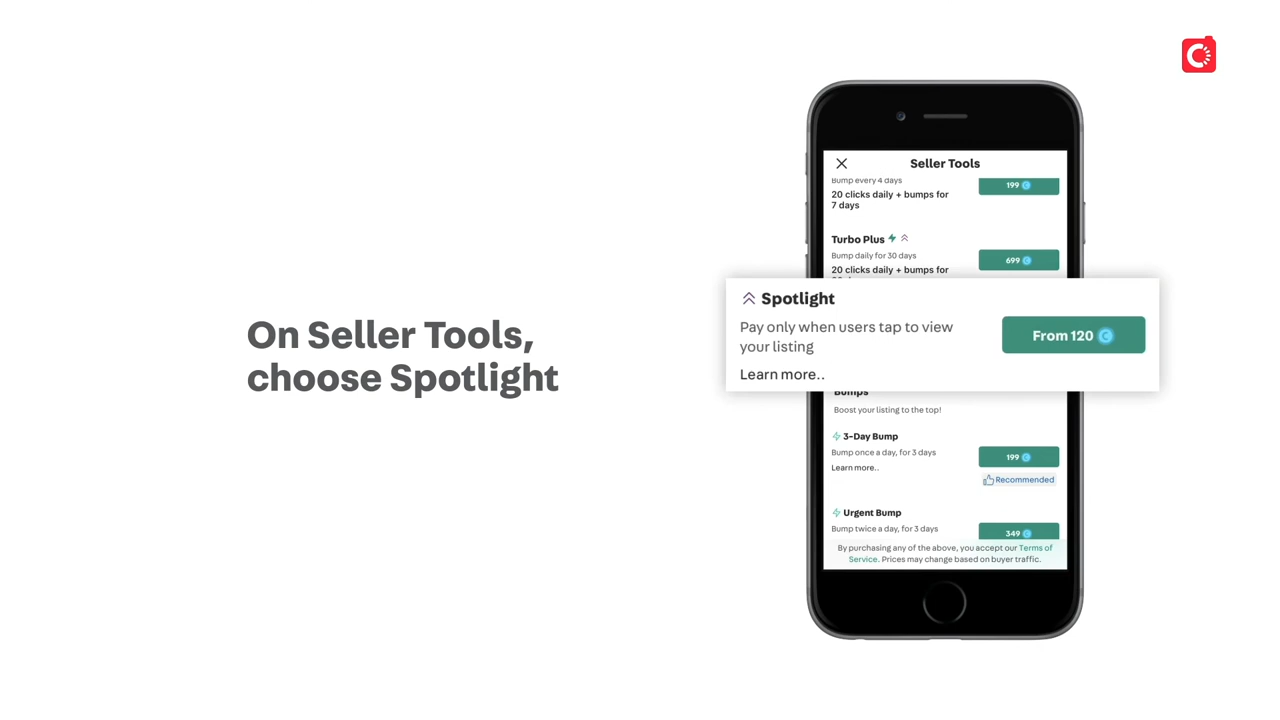 On Seller Tools,
choose Spotlight
Seller Tools
Bump every 4 days
199
20 clicks daily + bumps for
7 days
Turbo Plus
Bump daily for 30 days
699
20 clicks daily + bumps for
Spotlight
Pay only when users tap to view
your listing
From 120
Learn more..
Bumps
Boost your listing to the top!
3-Day Bump
Bump once a day, for 3 days
199
Learn more..
Recommended
Urgent Bump
Bump twice a day, for 3 days
349
By purchasing any of the above, you accept our Terms of
Service. Prices may change based on buyer traffic.